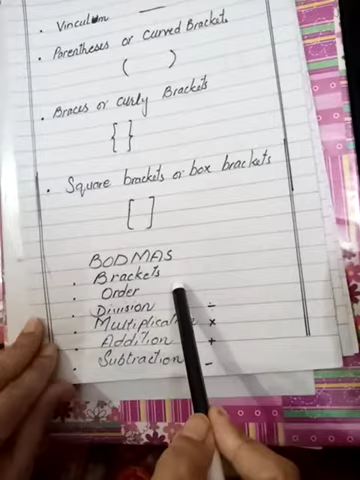 • Vinculum
• Parentheses or Curved Brackets
( )
• Braces or Curly Brackets
{ }
• Square brackets or box brackets
[ ]
BODMAS
• Brackets
• Order
• Division ÷
• Multiplication ×
• Addition +
• Subtraction -